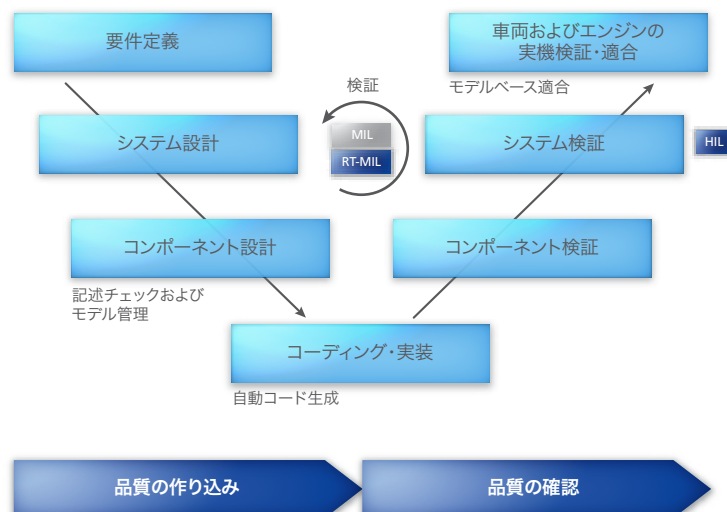 要件定義
車両およびエンジンの
実機検証・適合
検証
モデルベース適合
システム設計
MIL
RT-MIL
システム検証
HIL
コンポーネント設計
コンポーネント検証
記述チェックおよび
モデル管理
コーディング・実装
自動コード生成
品質の作り込み
品質の確認